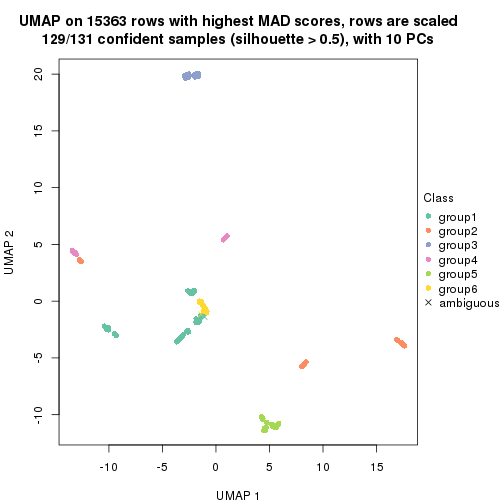 UMAP on 15363 rows with highest MAD scores, rows are scaled
129/131 confident samples (silhouette > 0.5), with 10 PCs
20
15
10
5
0
-5
-10
UMAP 2
-10
-5
0
5
10
15
UMAP 1
Class
group1
group2
group3
group4
group5
group6
ambiguous